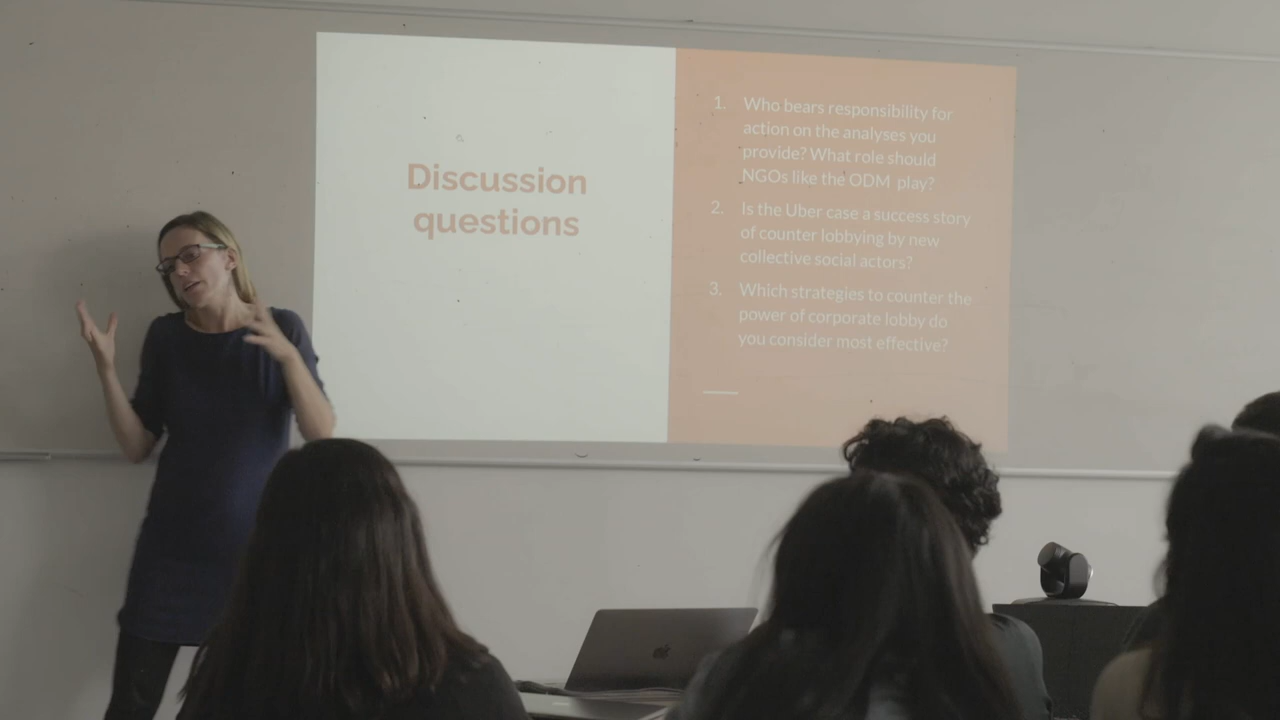 Discussion
questions
1. Who bears responsibility for
action on the analyses you
provide? What role should
NGOs like the ODM play?
2. Is the Uber case a success story
of counter lobbying by new
collective social actors?
3. Which strategies to counter the
power of corporate lobby do
you consider most effective?